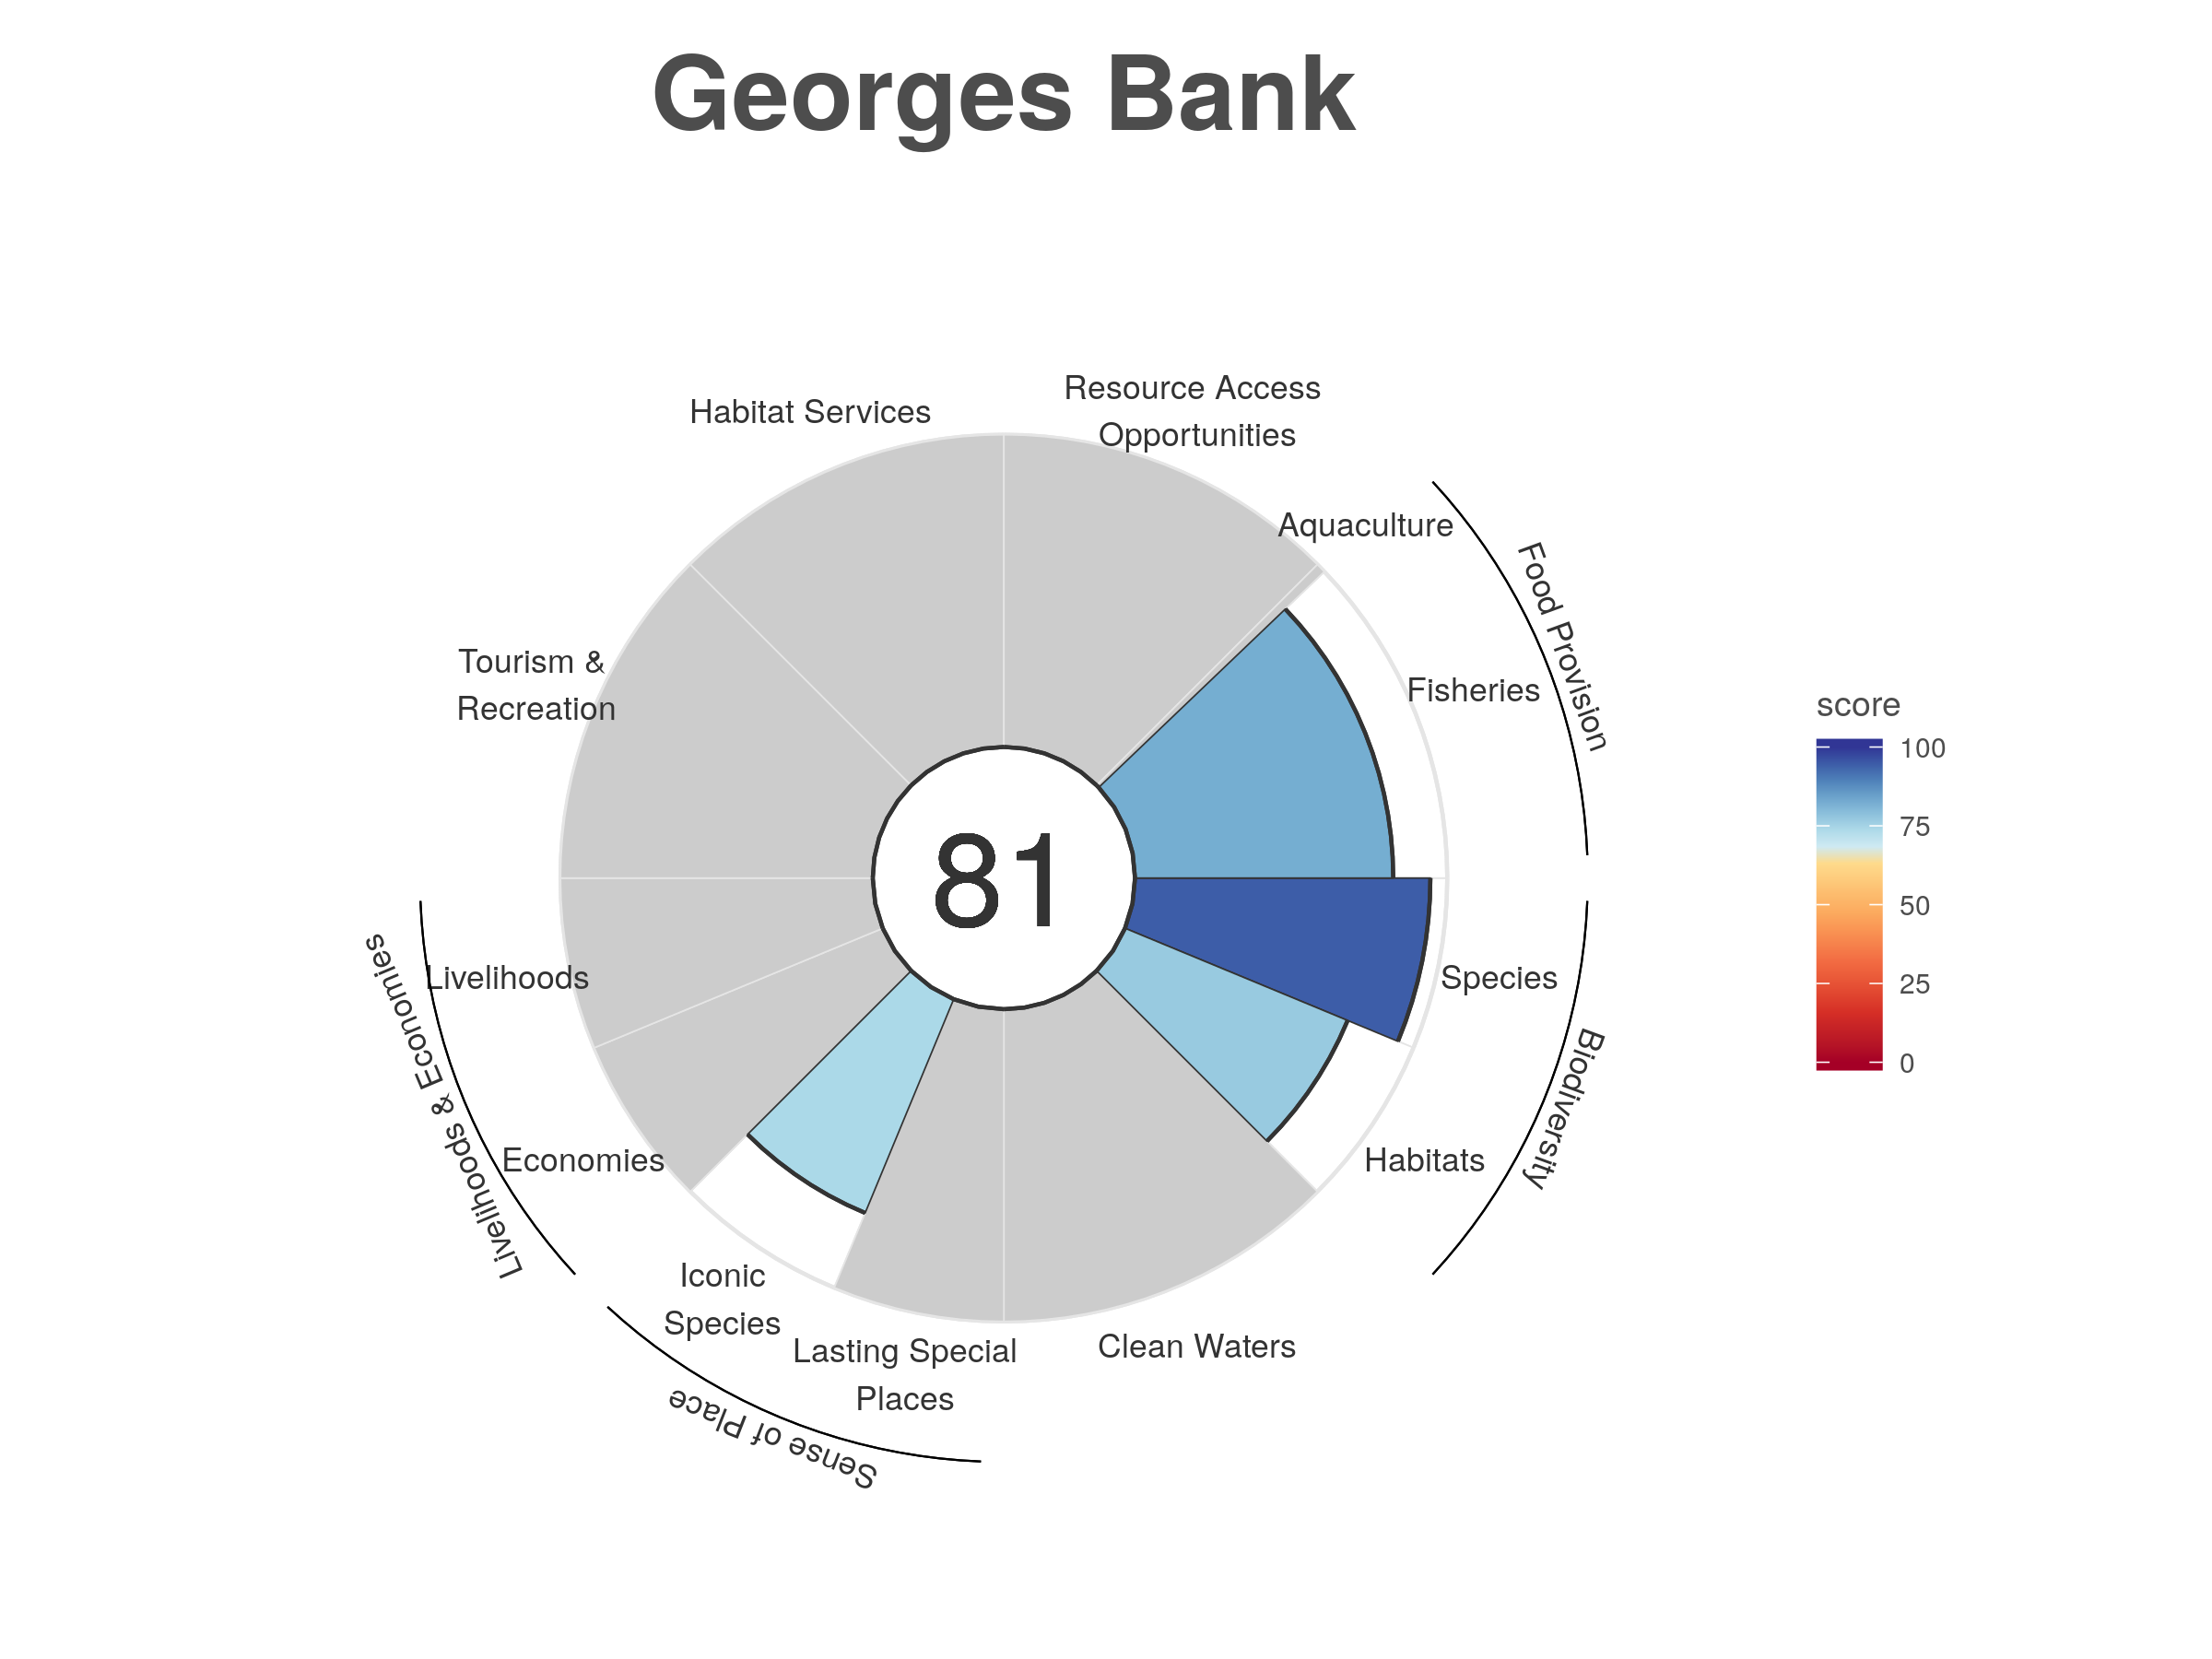 Georges Bank
Resource Access
Opportunities
Habitat Services
Aquaculture
Food Provision
Fisheries
Tourism &
Recreation
score
100
75
50
25
0
81
Species
Livelihoods
Livelihoods & Economies
Biodiversity
Economies
Habitats
Iconic
Species
Lasting Special
Places
Clean Waters
Sense of Place